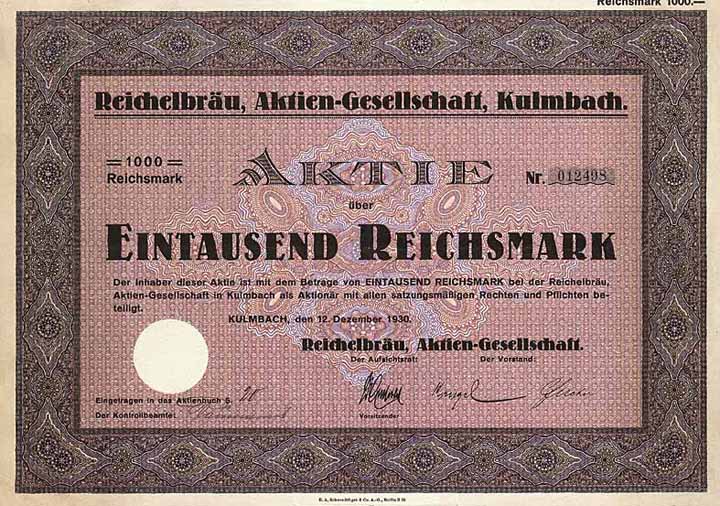 Reichsmark 1000.—
Reichelbräu, Aktien-Gesellschaft, Kulmbach.
=1000=
Reichsmark
AKTIE
Nr. 012498
über
EINTAUSEND REICHSMARK
Der Inhaber dieser Aktie ist mit dem Betrage von EINTAUSEND REICHSMARK bei der Reichelbräu,
Aktien-Gesellschaft in Kulmbach als Aktionär mit allen satzungsmäßigen Rechten und Pflichten be-
teiligt.
KULMBACH, den 12. Dezember 1930.
Reichelbräu, Aktien-Gesellschaft.
Der Aufsichtsrat: Der Vorstand:
Eingetragen in das Aktienbuch S. 20
Vorsitzender
Der Kontrollbeamte: